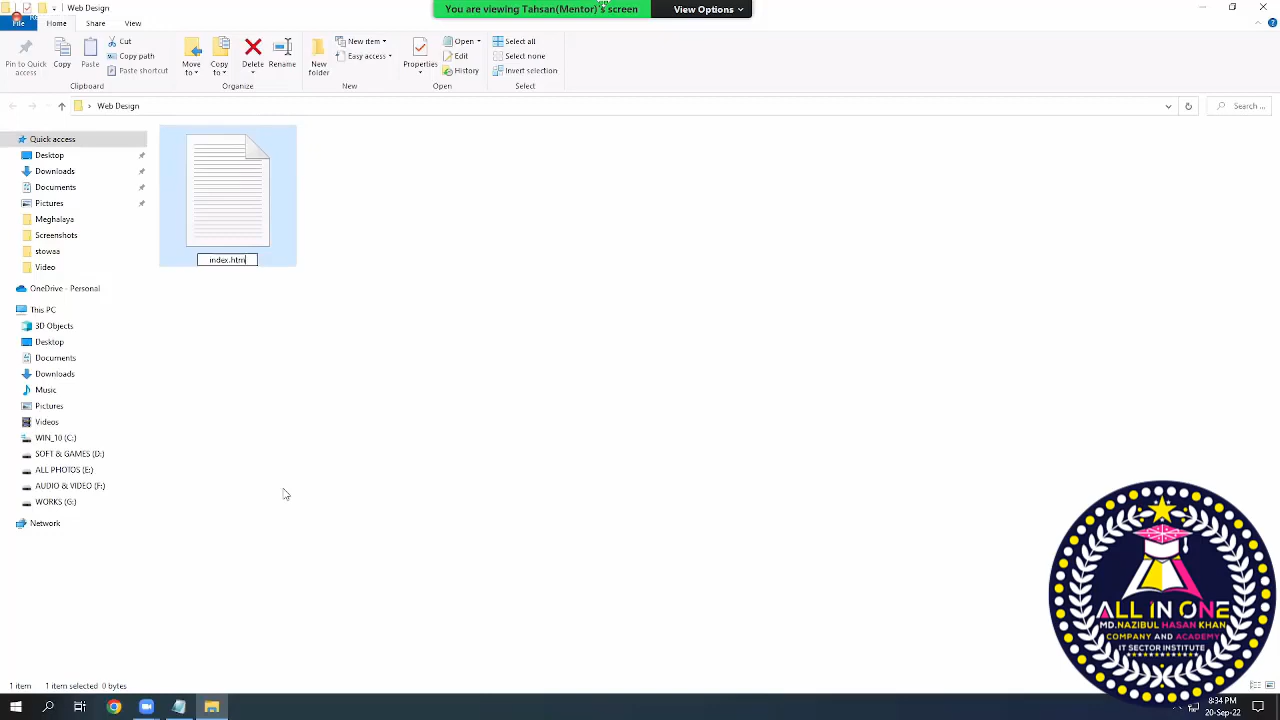 Web Design
You are viewing Tahsan(Mentor)'s screen
View Options
File
Home
View
Pin to Quick access
Copy
Paste
Cut
Copy path
Paste shortcut
Clipboard
Move to
Copy to
Delete
Rename
Organize
New folder
New item
Easy access
New
Properties
Open
Edit
History
Open
Select all
Select none
Invert selection
Select
Web Design
Search ...
Quick access
Desktop
Downloads
Documents
Pictures
Meghalaya
Screenshots
stowaa
Video
OneDrive - Personal
This PC
3D Objects
Desktop
Documents
Downloads
Music
Pictures
Videos
WIN_10 (C:)
SOFT & GAMES (D:)
ALL PHOTOS (E:)
AUDIO & VIDEO (F:)
WORKS (G:)
Network
index.htm
ALL IN ONE
MD.NAZIBUL HASAN KHAN
COMPANY AND ACADEMY
IT SECTOR INSTITUTE
1 item
1 item selected 0 bytes
8:34 PM
20-Sep-22